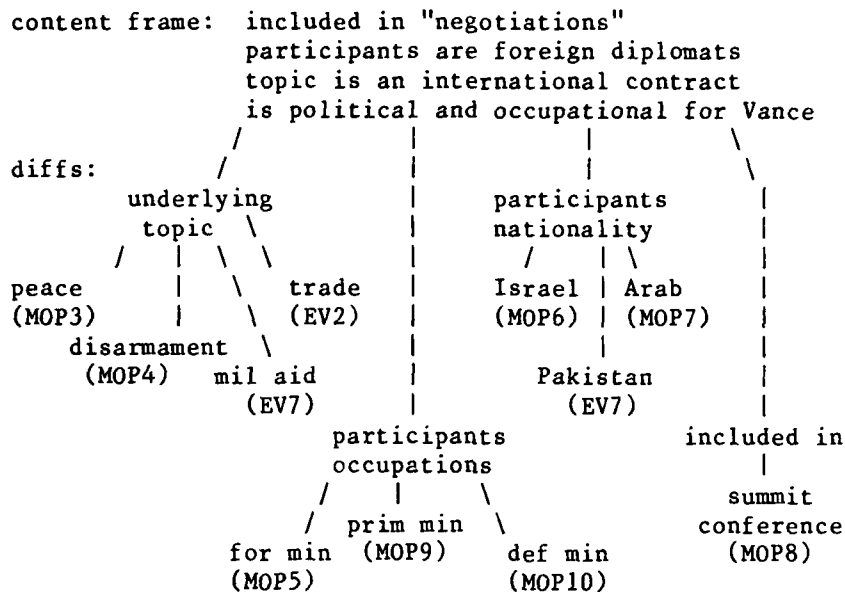 content frame: included in "negotiations"
participants are foreign diplomats
topic is an international contract
is political and occupational for Vance
diffs:
underlying participants
topic nationality
peace trade Israel Arab
(MOP3) (EV2) (MOP6) (MOP7)
disarmament
(MOP4) mil aid Pakistan
(EV7) (EV7)
participants included in
occupations
summit
prim min conference
for min (MOP9) def min (MOP8)
(MOP5) (MOP10)